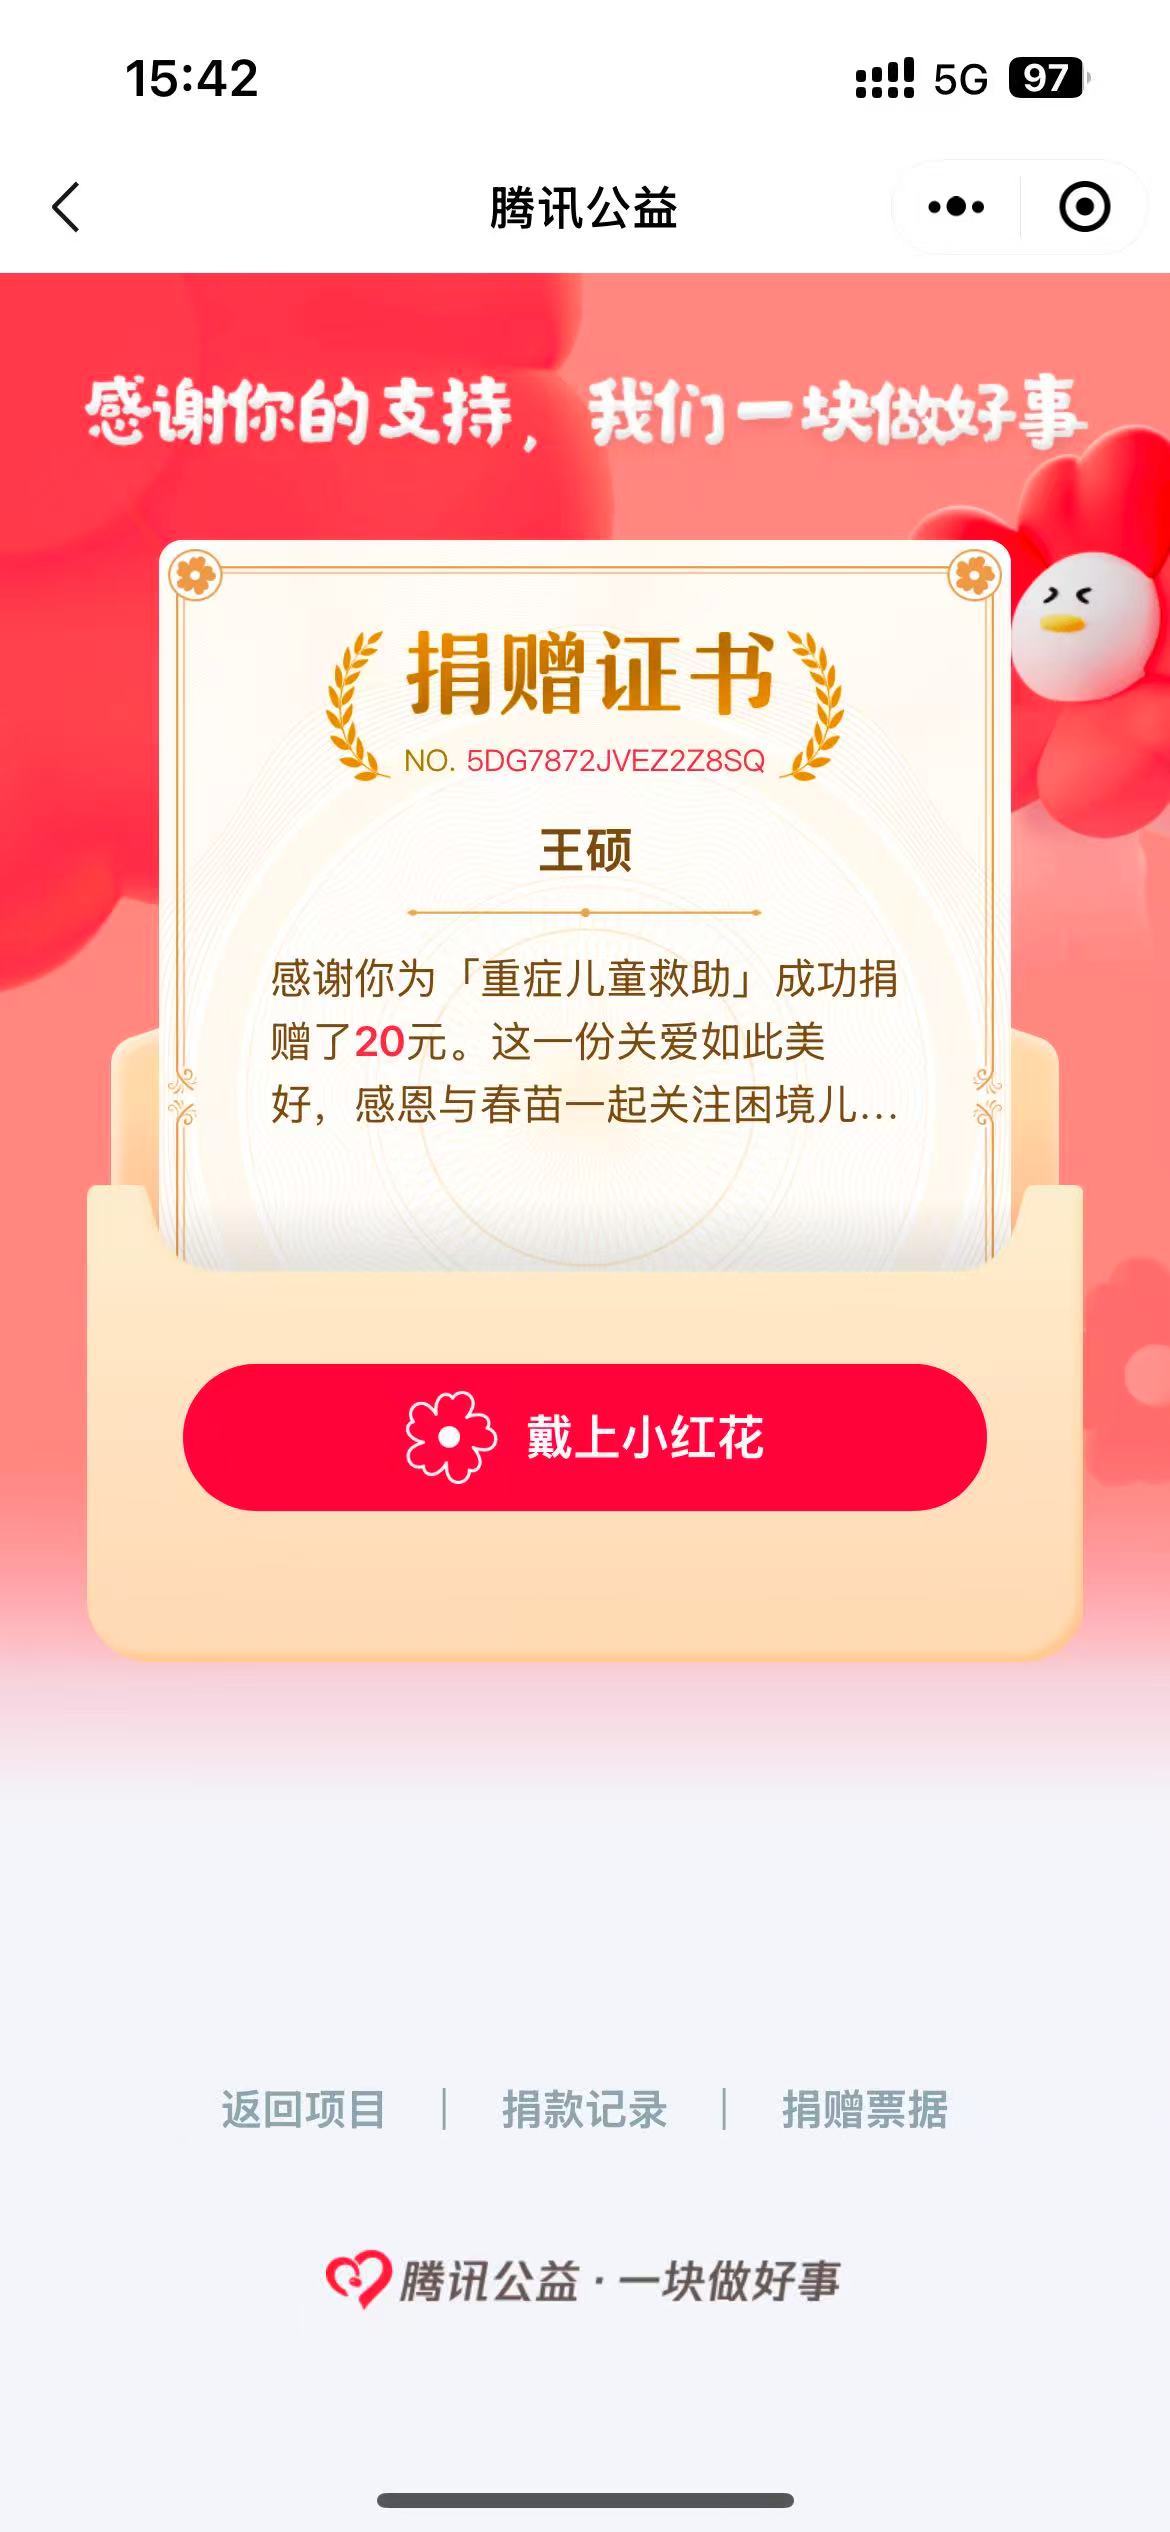 15:42
5G 97
腾讯公益
感谢你的支持，我们一块做好事
捐赠证书
NO. 5DG7872JVEZ2Z8SQ
王硕
感谢你为「重症儿童救助」成功捐
赠了20元。这一份关爱如此美
好，感恩与春苗一起关注困境儿...
戴上小红花
返回项目 | 捐款记录 | 捐赠票据
腾讯公益 · 一块做好事